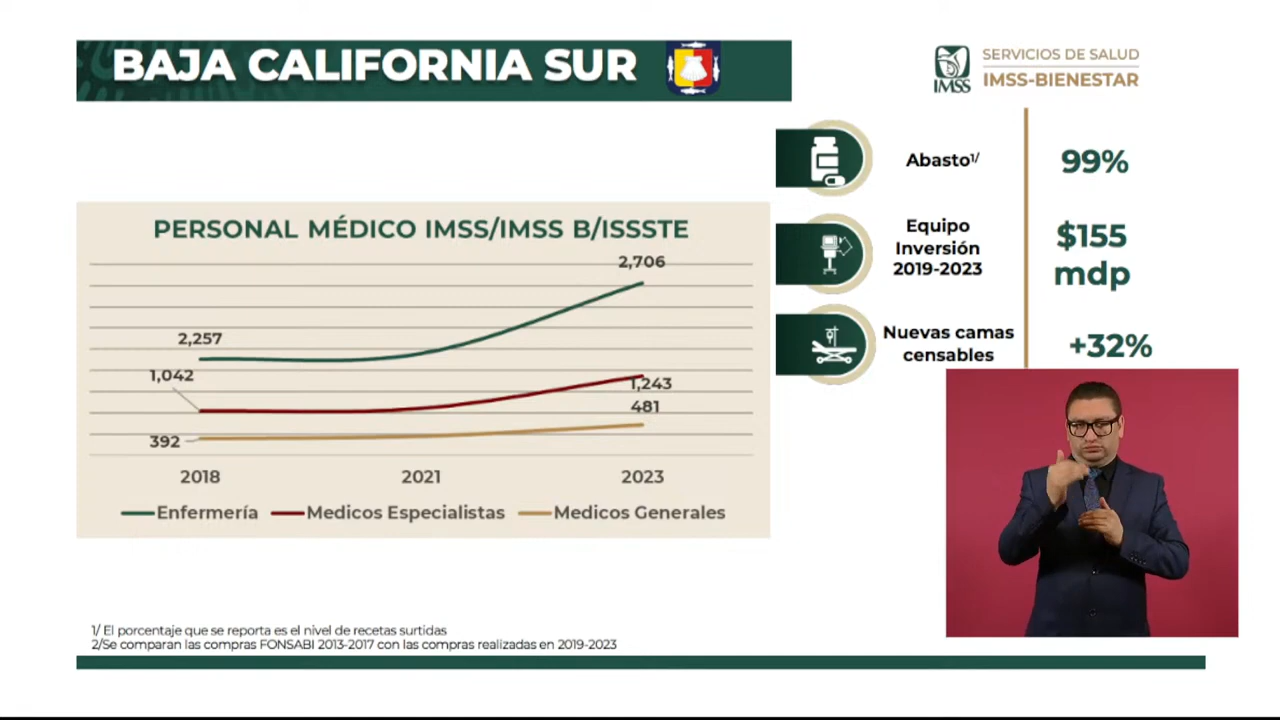 BAJA CALIFORNIA SUR
IMSS
SERVICIOS DE SALUD
IMSS-BIENESTAR
Abasto1/
99%
Equipo
Inversión
2019-2023
$155
mdp
Nuevas camas
censables
+32%
PERSONAL MÉDICO IMSS/IMSS B/ISSSTE
2,706
2,257
1,042
1,243
481
392
2018 2021 2023
Enfermería Medicos Especialistas Medicos Generales
1/ El porcentaje que se reporta es el nivel de recetas surtidas
2/Se comparan las compras FONSABI 2013-2017 con las compras realizadas en 2019-2023